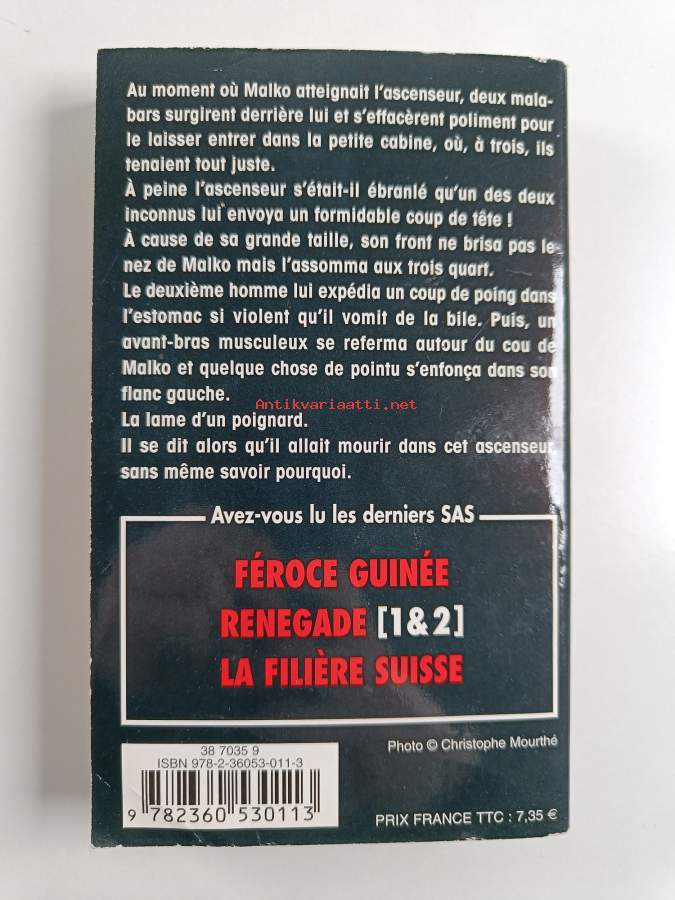 Au moment où Malko atteignait l'ascenseur, deux mala-
bars surgirent derrière lui et s'effacèrent poliment pour
le laisser entrer dans la petite cabine, où, à trois, ils
tenaient tout juste.
À peine l'ascenseur s'était-il ébranlé qu'un des deux
inconnus lui envoya un formidable coup de tête !
À cause de sa grande taille, son front ne brisa pas le
nez de Malko mais l'assomma aux trois quart.
Le deuxième homme lui expédia un coup de poing dans
l'estomac si violent qu'il vomit de la bile. Puis, un
avant-bras musculeux se referma autour du cou de
Malko et quelque chose de pointu s'enfonça dans son
flanc gauche.
Antikvariaatti.net
La lame d'un poignard.
Il se dit alors qu'il allait mourir dans cet ascenseur,
sans même savoir pourquoi.
Avez-vous lu les derniers SAS
FÉROCE GUINÉE
RENEGADE [1&2]
LA FILIÈRE SUISSE
Photo © Christophe Mourthé
38 7035 9
ISBN 978-2-36053-011-3
9 782360 530113
PRIX FRANCE TTC : 7,35 €